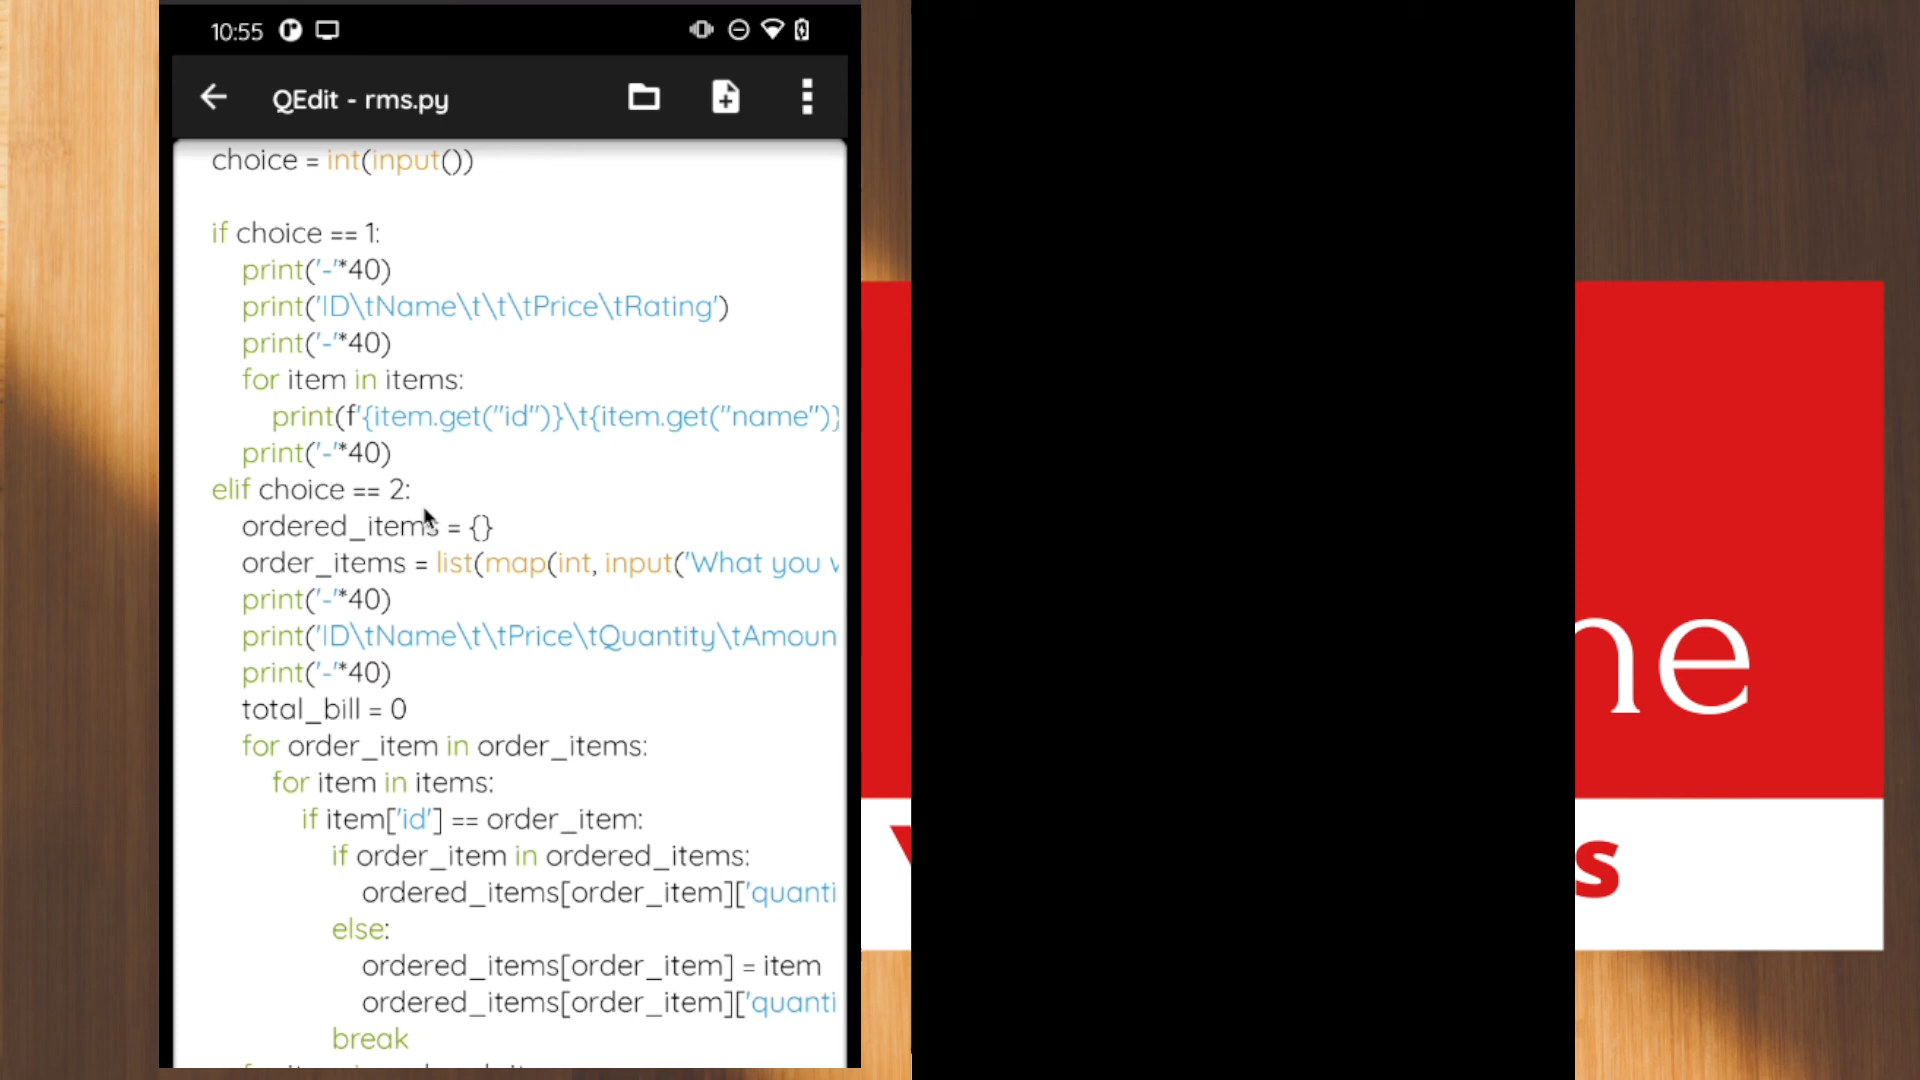 10:55
QEdit - rms.py
choice = int(input())
if choice == 1:
print('-'*40)
print('ID\tName\t\t\tPrice\tRating')
print('-'*40)
for item in items:
print(f'{item.get("id")}\t{item.get("name")}
print('-'*40)
elif choice == 2:
ordered_items = {}
order_items = list(map(int, input('What you
print('-'*40)
print('ID\tName\t\tPrice\tQuantity\tAmoun
print('-'*40)
total_bill = 0
for order_item in order_items:
for item in items:
if item['id'] == order_item:
if order_item in ordered_items:
ordered_items[order_item]['quanti
else:
ordered_items[order_item] = item
ordered_items[order_item]['quanti
break
ne
s